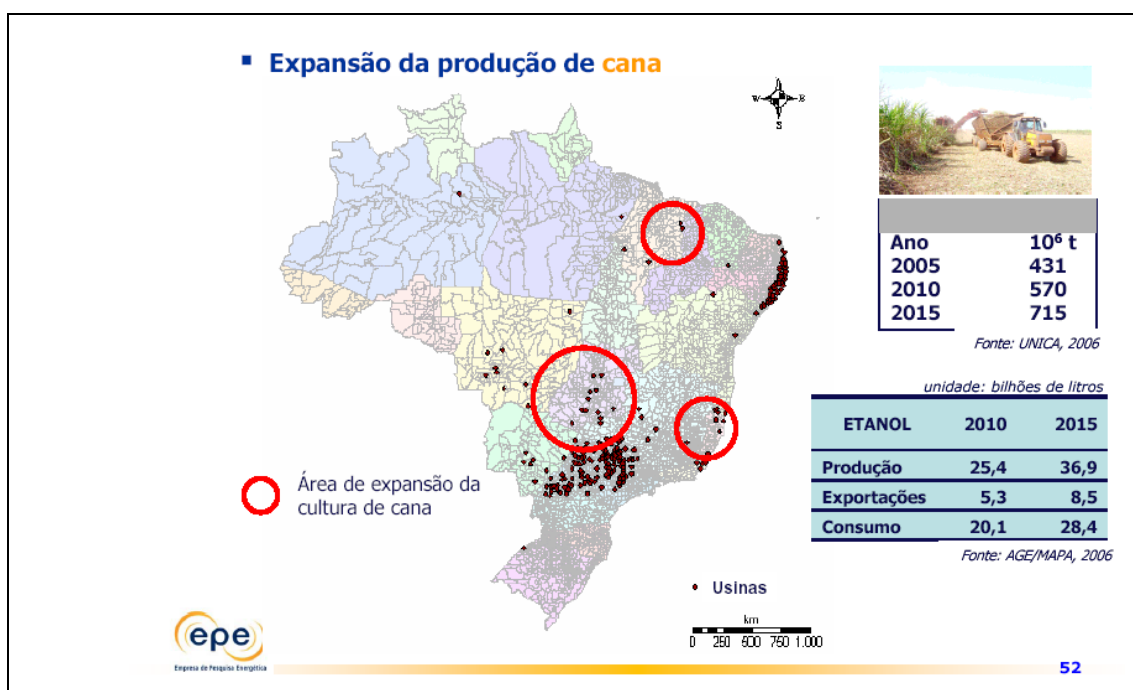 ▪ Expansão da produção de cana
W E
S
Ano 10⁶ t
2005 431
2010 570
2015 715
Fonte: UNICA, 2006
unidade: bilhões de litros
ETANOL 2010 2015
Produção 25,4 36,9
Exportações 5,3 8,5
Consumo 20,1 28,4
Fonte: AGE/MAPA, 2006
Área de expansão da
cultura de cana
Usinas
km
0 250 500 750 1.000
epe
Empresa de Pesquisa Energética
52